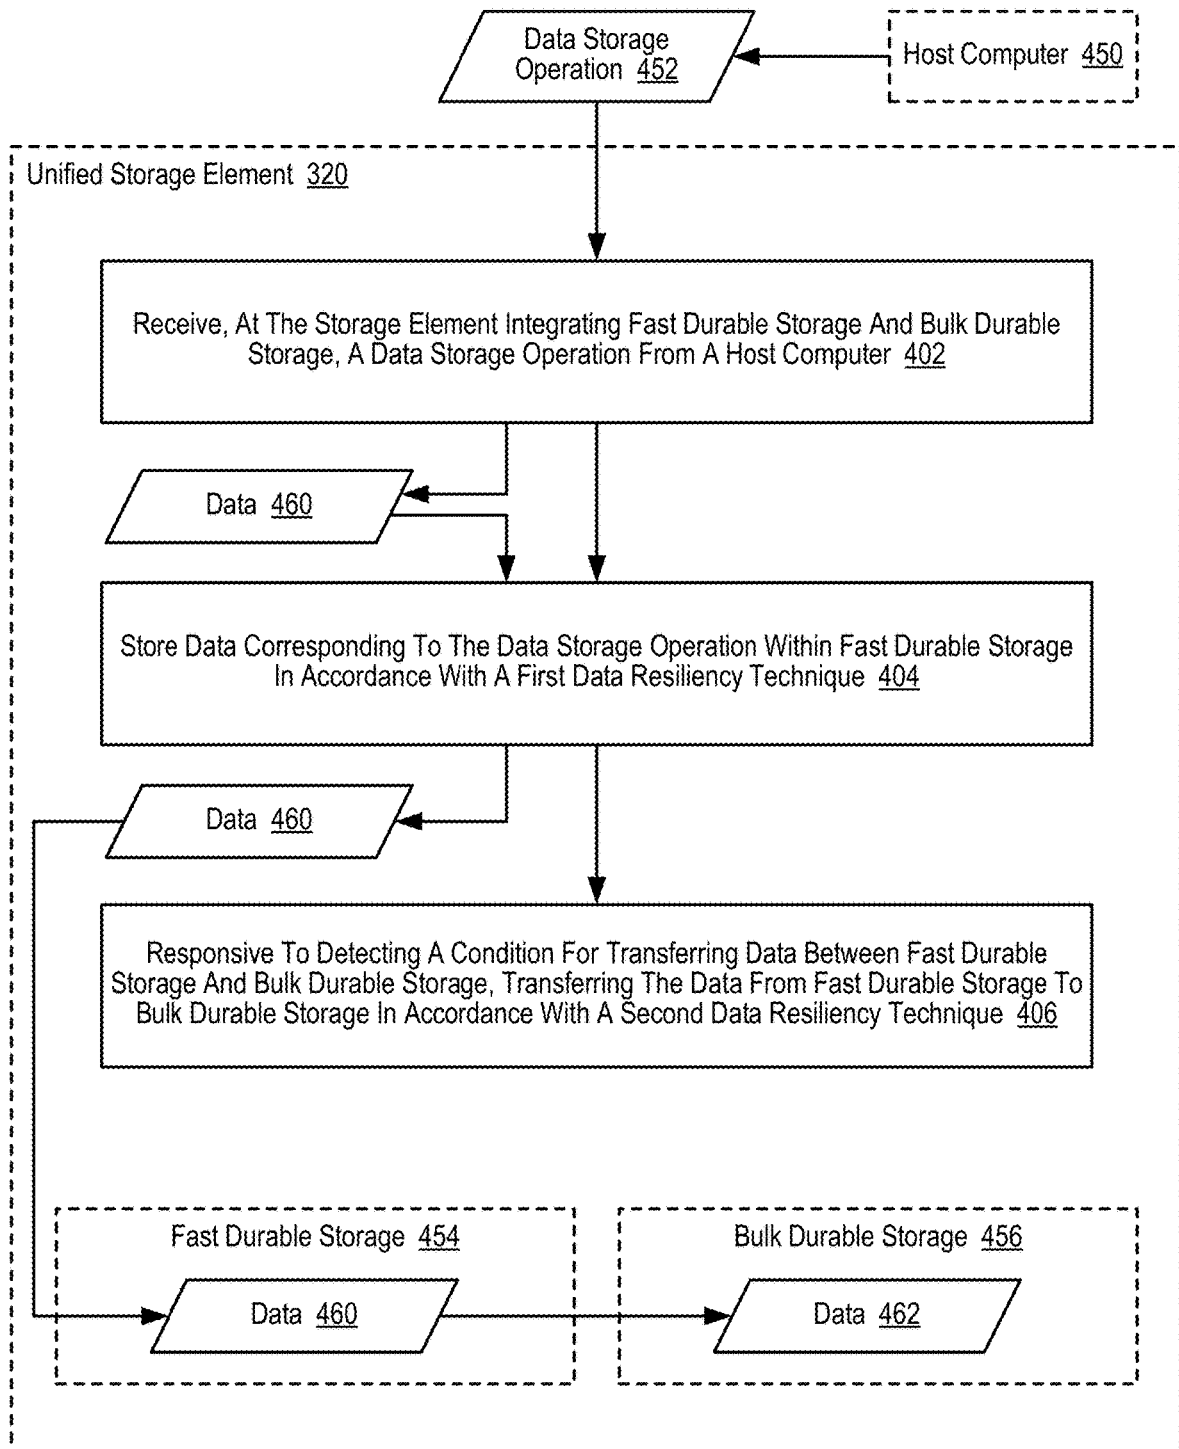 Data Storage
Operation 452
Host Computer 450
Unified Storage Element 320
Receive, At The Storage Element Integrating Fast Durable Storage And Bulk Durable
Storage, A Data Storage Operation From A Host Computer 402
Data 460
Store Data Corresponding To The Data Storage Operation Within Fast Durable Storage
In Accordance With A First Data Resiliency Technique 404
Data 460
Responsive To Detecting A Condition For Transferring Data Between Fast Durable
Storage And Bulk Durable Storage, Transferring The Data From Fast Durable Storage To
Bulk Durable Storage In Accordance With A Second Data Resiliency Technique 406
Fast Durable Storage 454
Data 460
Bulk Durable Storage 456
Data 462